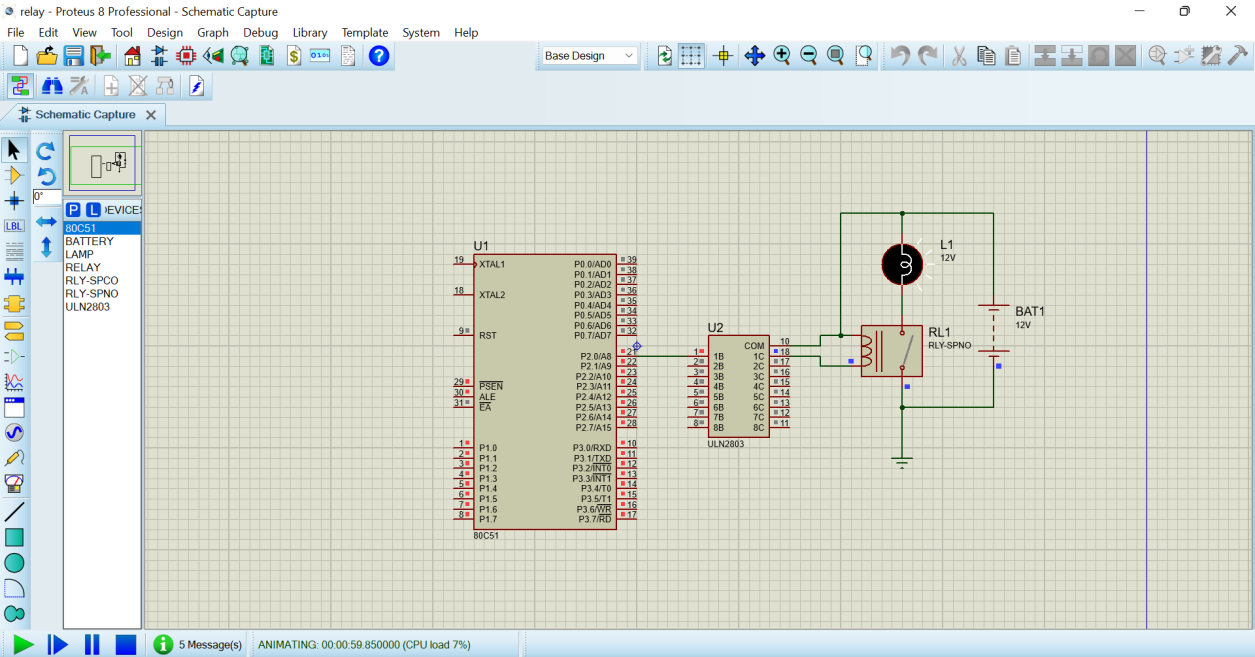 relay - Proteus 8 Professional - Schematic Capture
File Edit View Tool Design Graph Debug Library Template System Help
Base Design
Schematic Capture
0°
P L DEVICES
80C51
BATTERY
LAMP
RELAY
RLY-SPCO
RLY-SPNO
ULN2803
LBL
U1
19 XTAL1
18 XTAL2
9 RST
29 PSEN
30 ALE
31 EA
1 P1.0
2 P1.1
3 P1.2
4 P1.3
5 P1.4
6 P1.5
7 P1.6
8 P1.7
P0.0/AD0 39
P0.1/AD1 38
P0.2/AD2 37
P0.3/AD3 36
P0.4/AD4 35
P0.5/AD5 34
P0.6/AD6 33
P0.7/AD7 32
P2.0/A8 21
P2.1/A9 22
P2.2/A10 23
P2.3/A11 24
P2.4/A12 25
P2.5/A13 26
P2.6/A14 27
P2.7/A15 28
P3.0/RXD 10
P3.1/TXD 11
P3.2/INT0 12
P3.3/INT1 13
P3.4/T0 14
P3.5/T1 15
P3.6/WR 16
P3.7/RD 17
80C51
U2
COM 10
1 1B 1C 18
2 2B 2C 17
3 3B 3C 16
4 4B 4C 15
5 5B 5C 14
6 6B 6C 13
7 7B 7C 12
8 8B 8C 11
ULN2803
L1
12V
RL1
RLY-SPNO
BAT1
12V
5 Message(s) ANIMATING: 00:00:59.850000 (CPU load 7%)